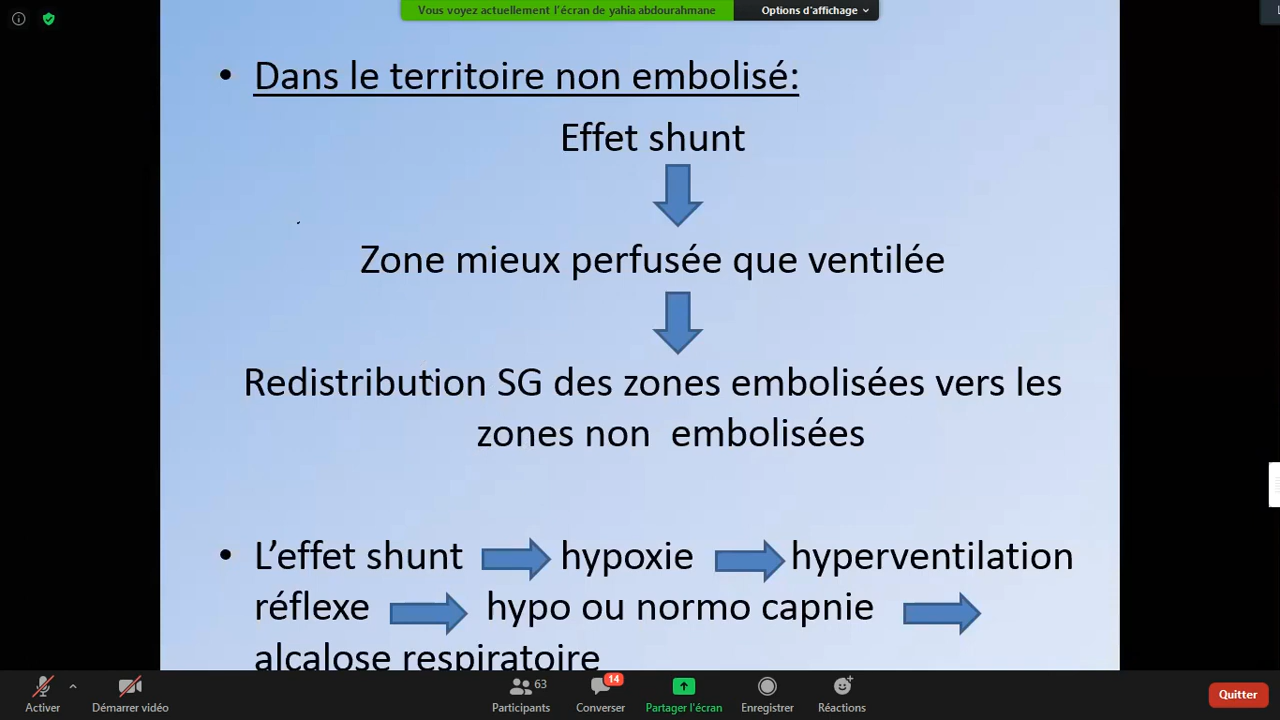 Vous voyez actuellement l'écran de yahia abdourahmane
Options d'affichage
• Dans le territoire non embolisé:
Effet shunt
Zone mieux perfusée que ventilée
Redistribution SG des zones embolisées vers les
zones non embolisées
• L'effet shunt hypoxie hyperventilation
réflexe hypo ou normo capnie
alcalose respiratoire
Activer
Démarrer vidéo
Participants 63
Converser 14
Partager l'écran
Enregistrer
Réactions
Quitter